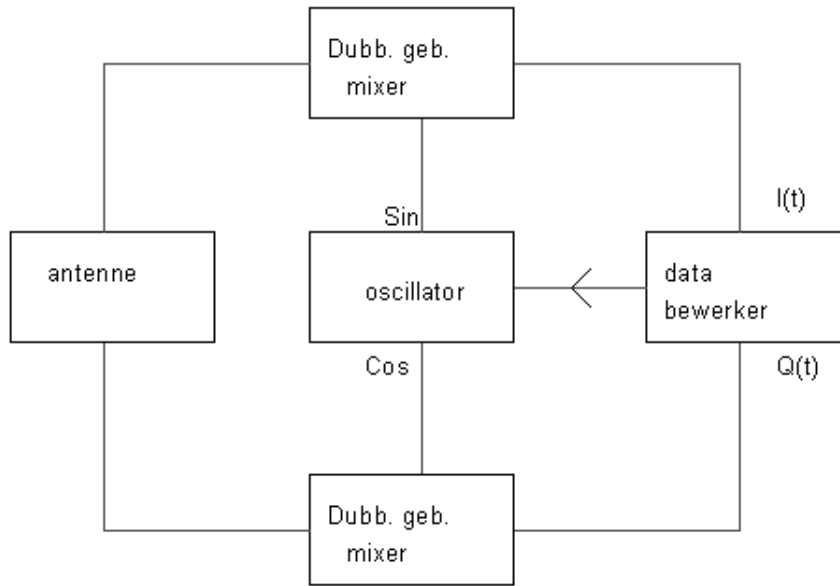 Dubb. geb.
mixer
Sin
I(t)
antenne
oscillator
data
bewerker
Cos
Q(t)
Dubb. geb.
mixer